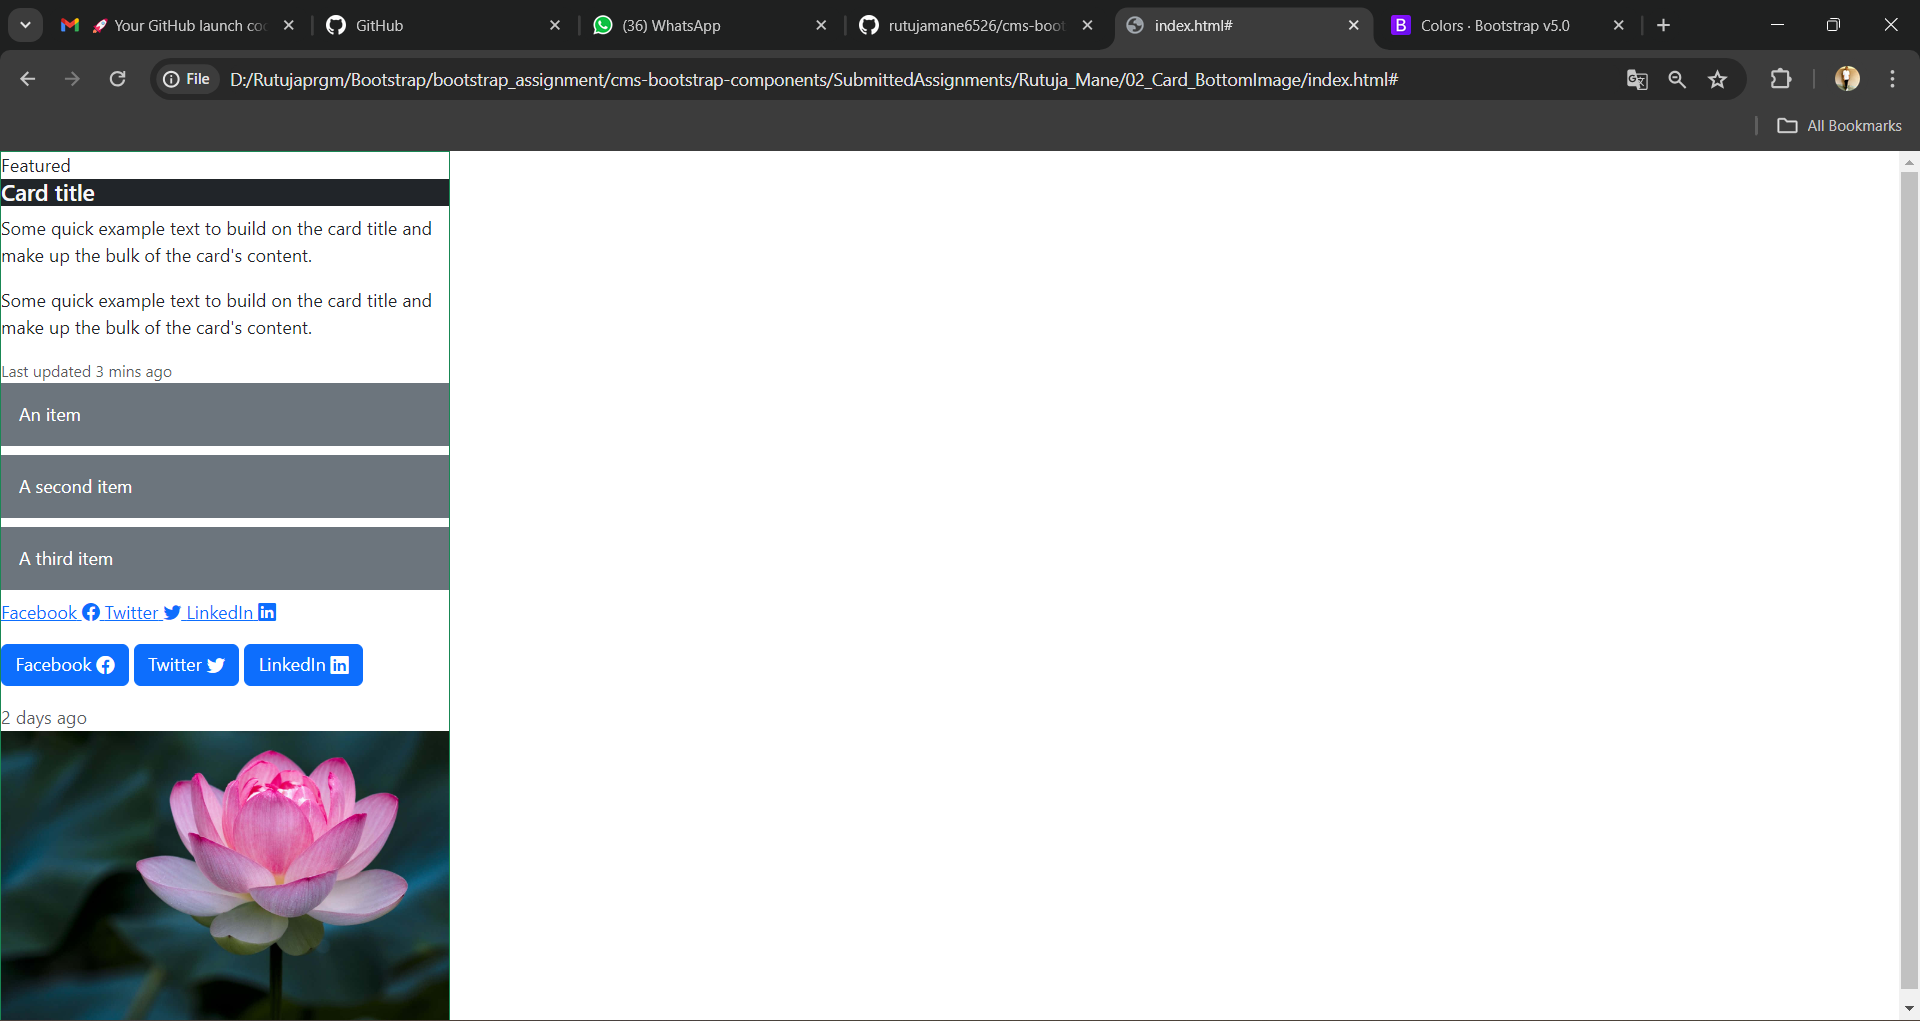 🚀 Your GitHub launch co
GitHub
(36) WhatsApp
rutujamane6526/cms-boot
index.html#
B
Colors · Bootstrap v5.0
File
D:/Rutujaprgm/Bootstrap/bootstrap_assignment/cms-bootstrap-components/SubmittedAssignments/Rutuja_Mane/02_Card_BottomImage/index.html#
All Bookmarks
Featured
Card title
Some quick example text to build on the card title and
make up the bulk of the card's content.
Some quick example text to build on the card title and
make up the bulk of the card's content.
Last updated 3 mins ago
An item
A second item
A third item
Facebook Twitter LinkedIn
Facebook Twitter LinkedIn
2 days ago